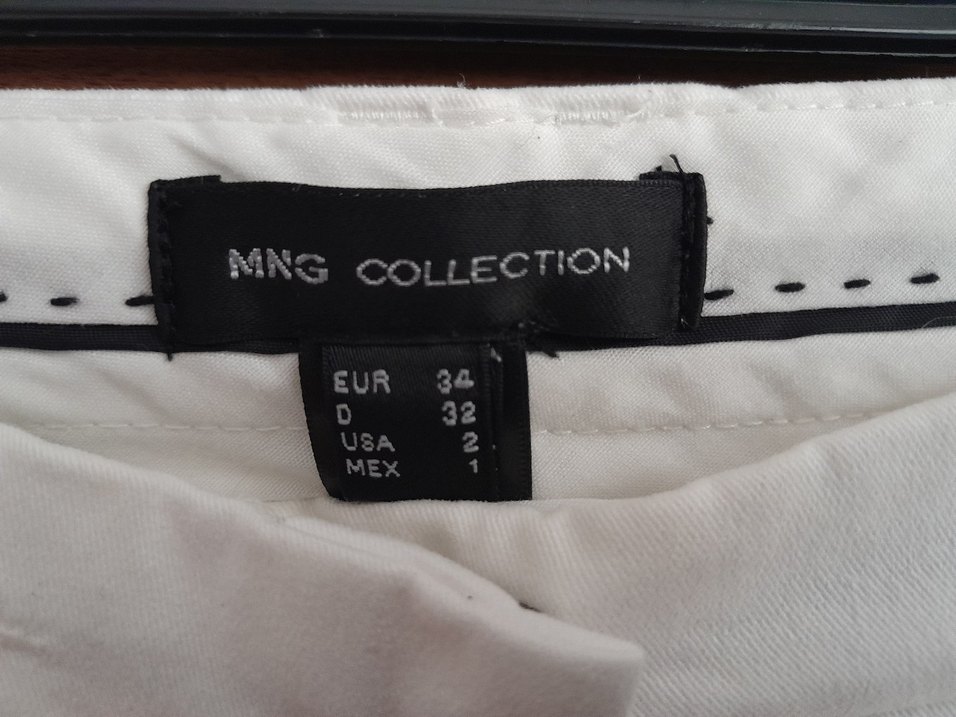 MNG COLLECTION
EUR 34
D 32
USA 2
MEX 1